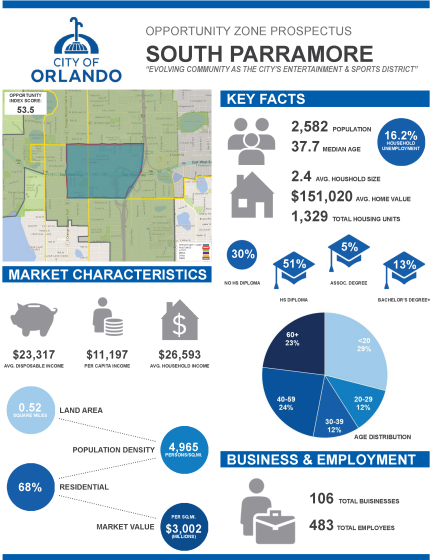 CITY OF
ORLANDO
OPPORTUNITY ZONE PROSPECTUS
SOUTH PARRAMORE
"EVOLVING COMMUNITY AS THE CITY'S ENTERTAINMENT & SPORTS DISTRICT"
OPPORTUNITY
INDEX SCORE:
53.5
KEY FACTS
2,582 POPULATION
37.7 MEDIAN AGE
16.2%
HOUSEHOLD
UNEMPLOYMENT
2.4 AVG. HOUSHOLD SIZE
$151,020 AVG. HOME VALUE
1,329 TOTAL HOUSING UNITS
30%
NO HS DIPLOMA
51%
HS DIPLOMA
5%
ASSOC. DEGREE
13%
BACHELOR'S DEGREE+
MARKET CHARACTERISTICS
$23,317
AVG. DISPOSABLE INCOME
$11,197
PER CAPITA INCOME
$26,593
AVG. HOUSEHOLD INCOME
0.52
SQUARE MILES
LAND AREA
POPULATION DENSITY
4,965
PERSONS/SQ.MI.
68%
RESIDENTIAL
MARKET VALUE
PER SQ.MI.
$3,002
(MILLIONS)
60+
23%
<20
29%
40-59
24%
30-39
12%
20-29
12%
AGE DISTRIBUTION
BUSINESS & EMPLOYMENT
106 TOTAL BUISINESSES
483 TOTAL EMPLOYEES